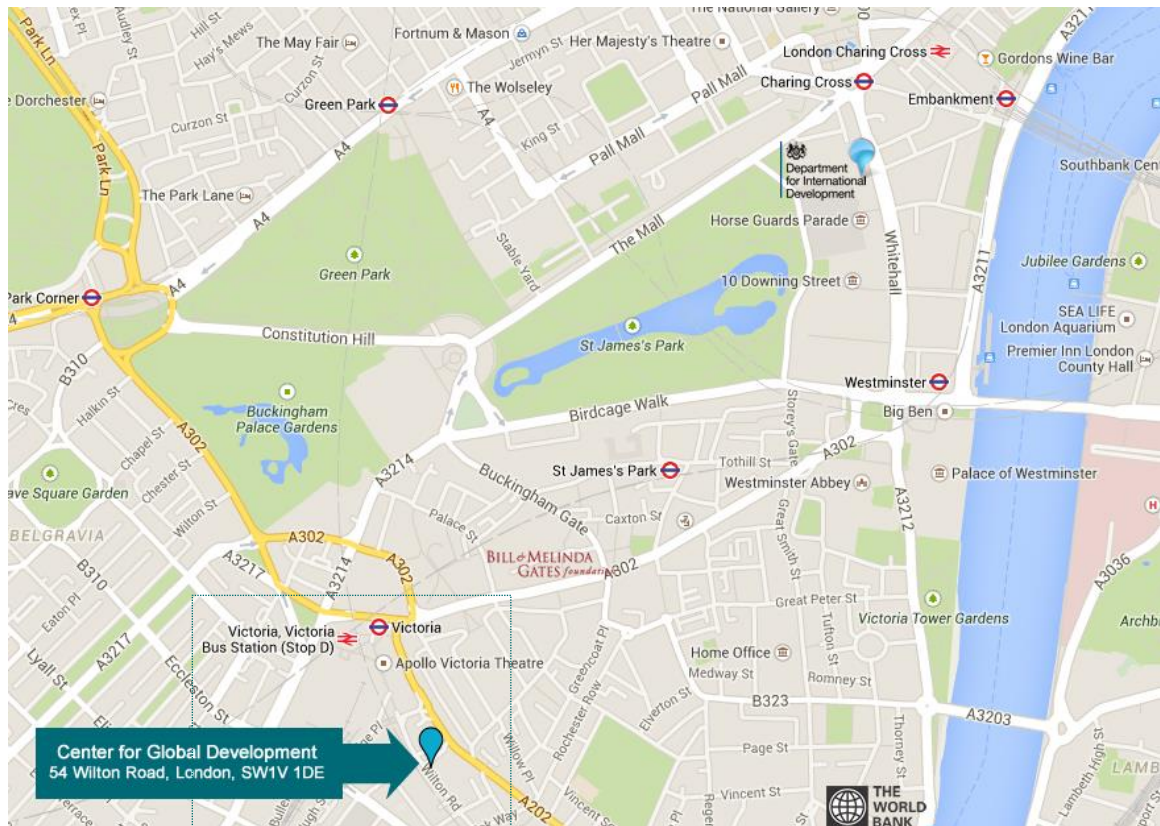 Park Ln
Audley St
Hay's Mews
Hill St
The May Fair
Fortnum & Mason
Jermyn St
Her Majesty's Theatre
The National Gallery
A3211
London Charing Cross
Gordons Wine Bar
Charing Cross
Embankment
Pall Mall
The Wolseley
Green Park
Curzon St
Dorchester
Curzon St
A4
King St
A4
Pall Mall
Park Ln
Department
for International
Development
Southbank
The Park Lane
A4
Stable Yard
The Mall
Horse Guards Parade
Whitehall
A3211
Green Park
Jubilee Gardens
10 Downing Street
A4
Park Corner
SEA LIFE
London Aquarium
Constitution Hill
St James's Park
Premier Inn London
County Hall
B310
Halkin St
Westminster
Buckingham
Palace Gardens
Birdcage Walk
Storey's Gate
Big Ben
A302
Chapel St
Chester St
A302
A3214
St James's Park
Tothill St
Palace of Westminster
Westminster Abbey
Square Garden
Wilton St
Buckingham Gate
Palace St
Caxton St
Great Smith St
A3212
BELGRAVIA
A302
A3214
A302
BILL & MELINDA
GATES foundation
A302
A3036
B310
A3217
Eaton Pl
Great Peter St
Victoria Tower Gardens
Victoria, Victoria
Bus Station (Stop D)
Victoria
Greencoat Pl
Tufton St
A3217
Lyall St
Eccleston St
Apollo Victoria Theatre
Home Office
Medway St
Romney St
Rochester Row
Elverton St
B323
A3203
Center for Global Development
54 Wilton Road, London, SW1V 1DE
Willow Pl
Page St
Thorney St
Wilton Rd
Vincent St
Lambeth High St
A202
THE
WORLD
BANK